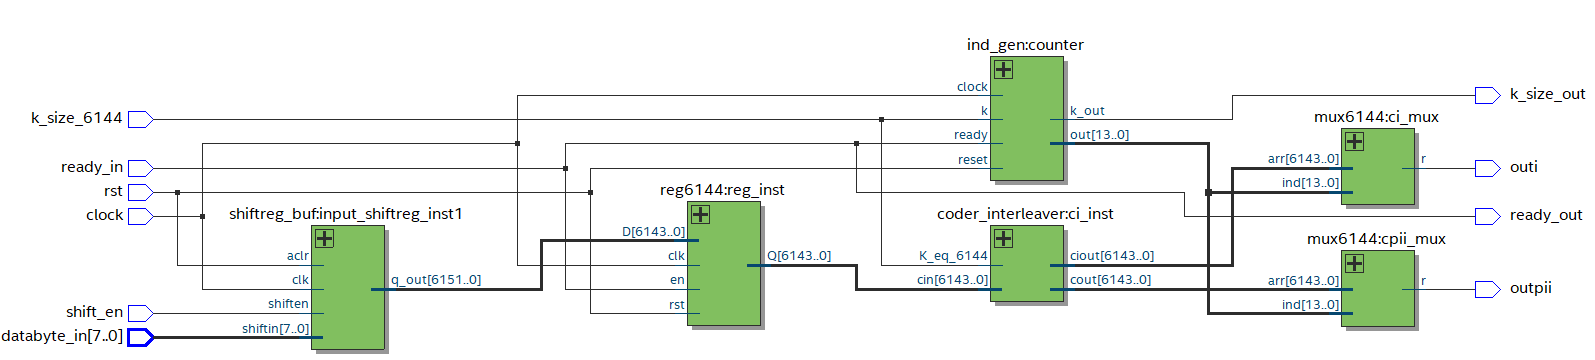 ind_gen:counter
clock
k
ready
reset
k_out
out[13..0]
k_size_6144
ready_in
rst
clock
shift_en
databyte_in[7..0]
shiftreg_buf:input_shiftreg_inst1
aclr
clk
shiften
shiftin[7..0]
q_out[6151..0]
reg6144:reg_inst
D[6143..0]
clk
en
rst
Q[6143..0]
coder_interleaver:ci_inst
K_eq_6144
cin[6143..0]
ciout[6143..0]
cout[6143..0]
mux6144:ci_mux
arr[6143..0]
ind[13..0]
r
mux6144:cpii_mux
arr[6143..0]
ind[13..0]
r
k_size_out
outi
ready_out
outpii